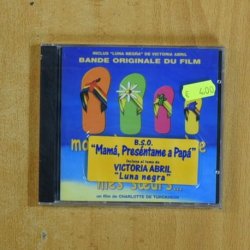 INCLUS "LUNA NEGRA" DE VICTORIA ABRIL
BANDE ORIGINALE DU FILM
€ 4,00
B.S.O.
"Mamá, Preséntame a Papá"
Incluye el tema de
VICTORIA ABRIL
"Luna negra"
mes sœurs...
un film de CHARLOTTE DE TURCKHEIM